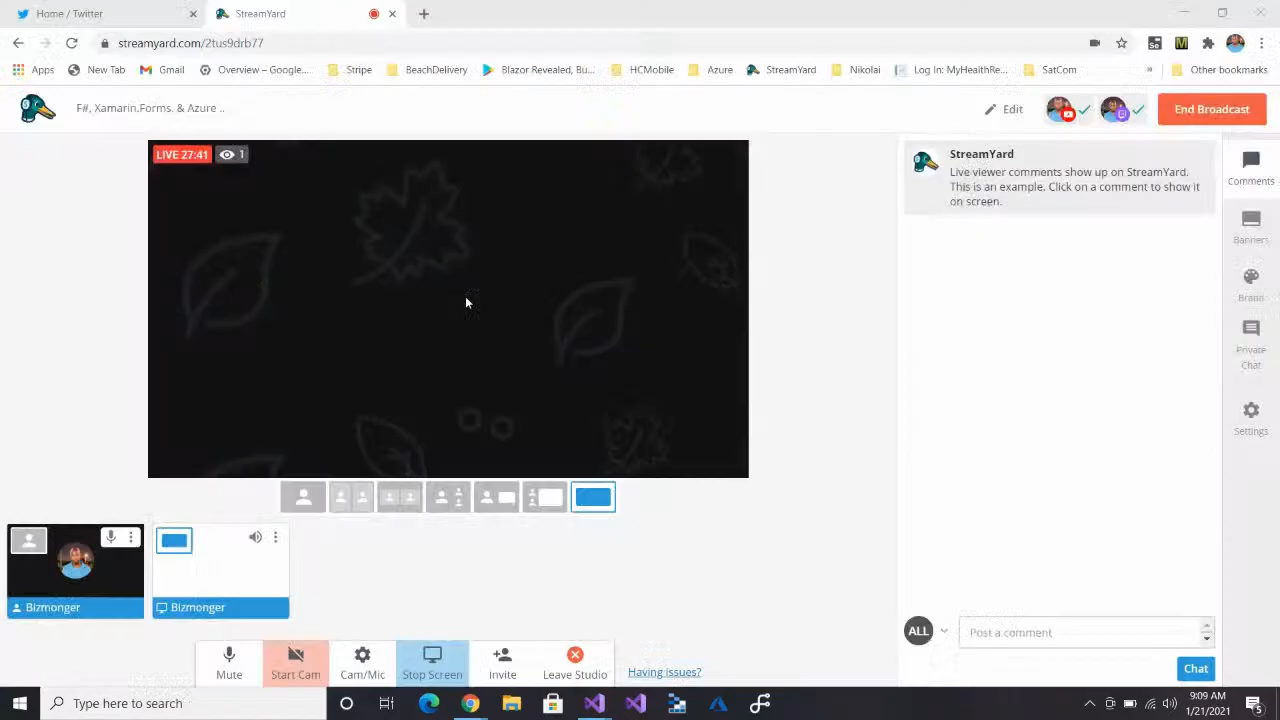 Home / Twitter
StreamYard
streamyard.com/2tus9drb77
Apps
New Tab
Gmail
Overview – Google...
Stripe
BeachDelivery
Blazor Revealed, Bu...
HCMobile
Azure
StreamYard
Nikolai
Log In: MyHealthRe...
SatCom
»
Other bookmarks
F#, Xamarin.Forms. & Azure ..
Edit
End Broadcast
LIVE 27:41
1
StreamYard
Live viewer comments show up on StreamYard.
This is an example. Click on a comment to show it
on screen.
Comments
Banners
Brand
Private
Chat
Settings
Bizmonger
Bizmonger
ALL
Post a comment
Chat
Mute
Start Cam
Cam/Mic
Stop Screen
Invite
Leave Studio
Having issues?
Type here to search
9:09 AM
1/21/2021
5